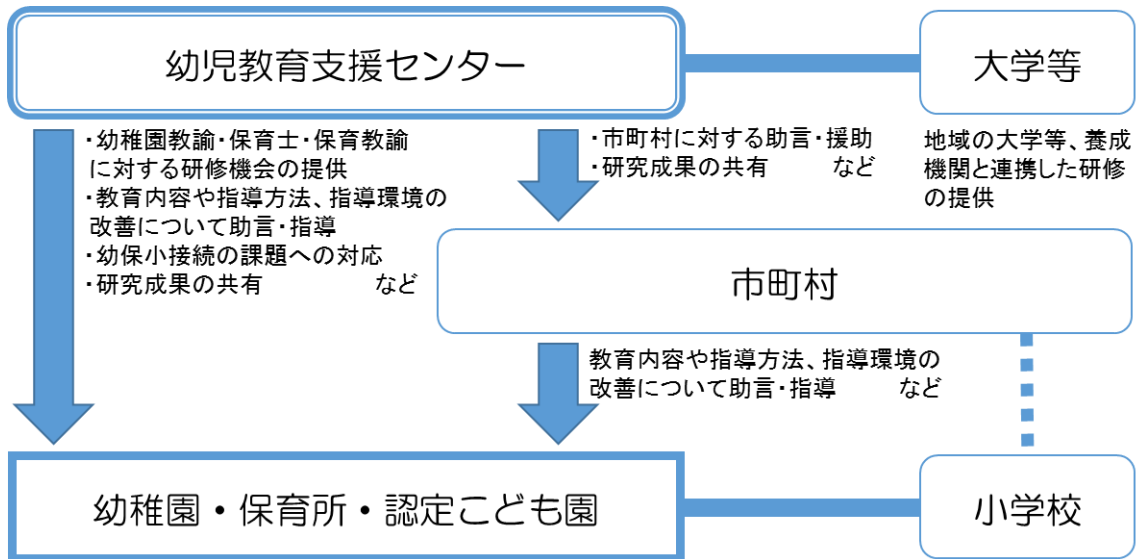 幼児教育支援センター
大学等
・幼稚園教諭・保育士・保育教諭
に対する研修機会の提供
・教育内容や指導方法、指導環境の
改善について助言・指導
・幼保小接続の課題への対応
・研究成果の共有　　　　など
・市町村に対する助言・援助
・研究成果の共有　　　など
地域の大学等、養成
機関と連携した研修
の提供
市町村
教育内容や指導方法、指導環境の
改善について助言・指導　　など
幼稚園・保育所・認定こども園
小学校